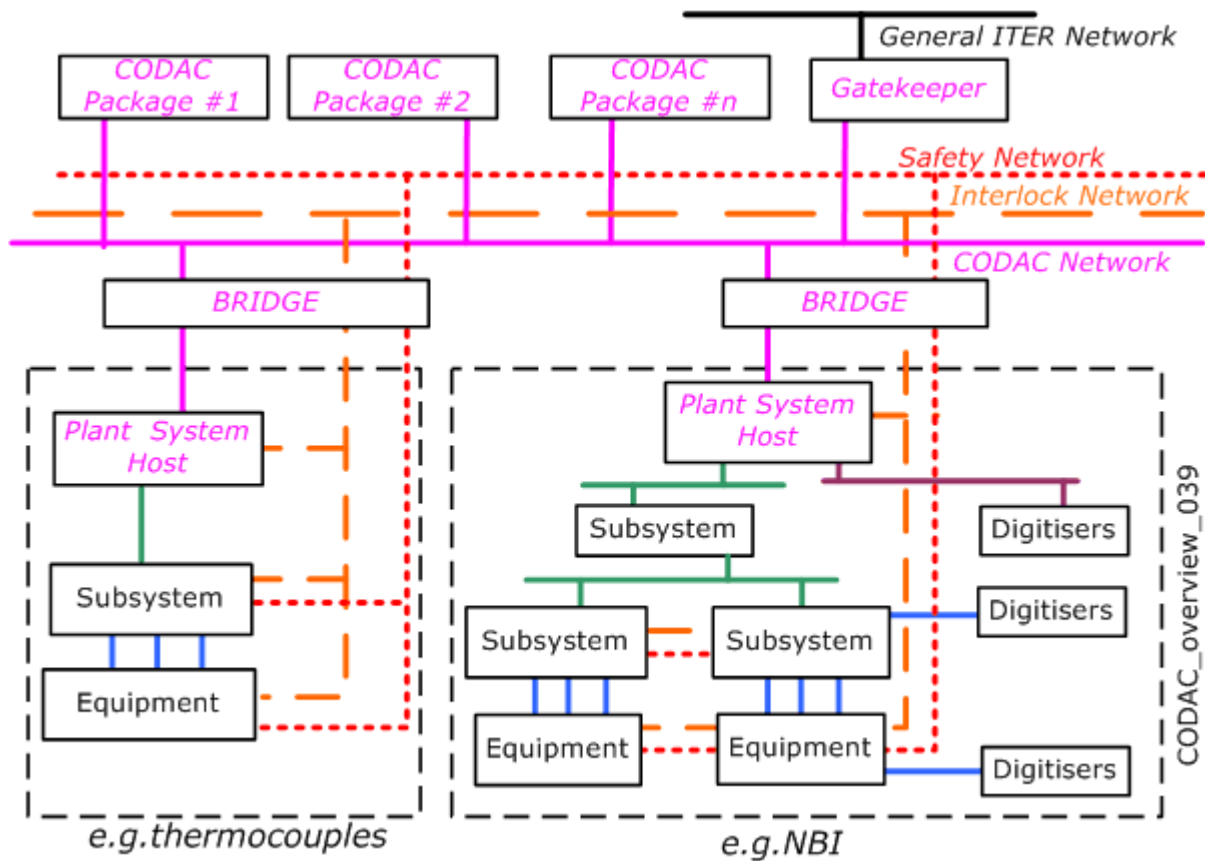 General ITER Network
CODAC
Package #1
CODAC
Package #2
CODAC
Package #n
Gatekeeper
Safety Network
Interlock Network
CODAC Network
BRIDGE
BRIDGE
Plant System
Host
Subsystem
Equipment
e.g.thermocouples
Plant System
Host
Subsystem
Digitisers
Subsystem
Subsystem
Digitisers
Equipment
Equipment
Digitisers
e.g.NBI
CODAC_overview_039